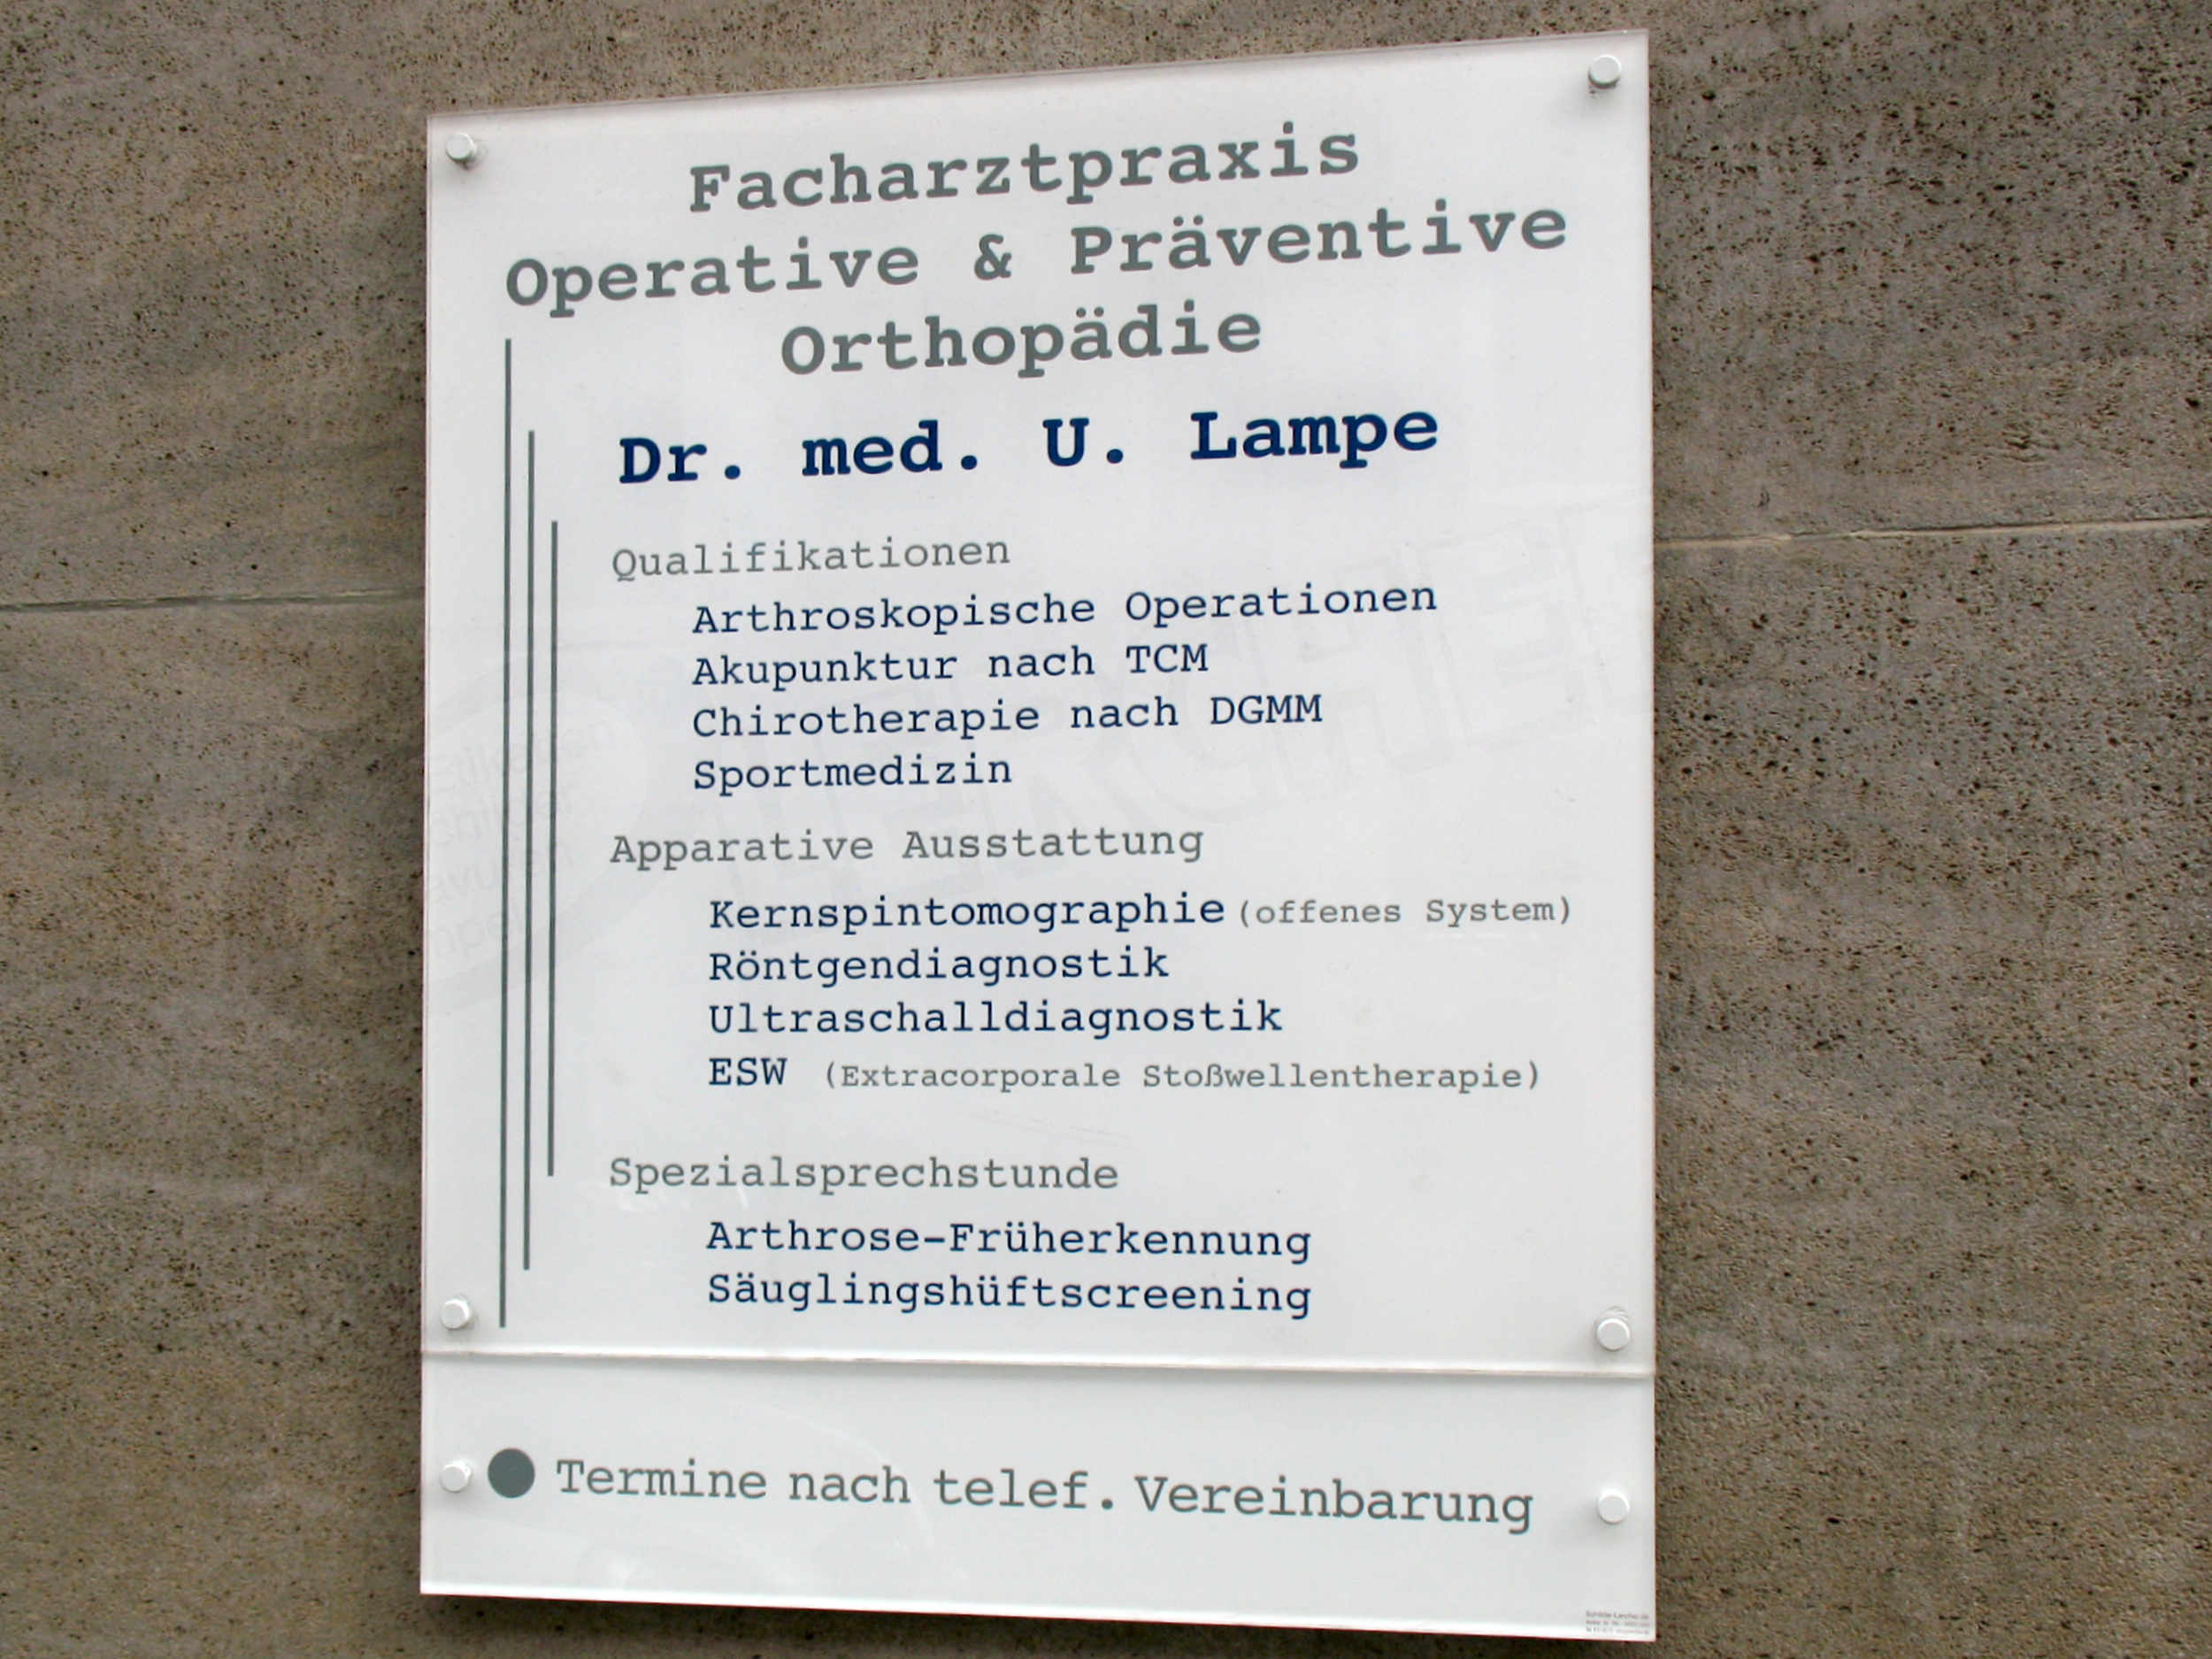 Facharztpraxis
Operative & Präventive
Orthopädie
Dr. med. U. Lampe
Qualifikationen
Arthroskopische Operationen
Akupunktur nach TCM
Chirotherapie nach DGMM
Sportmedizin
Apparative Ausstattung
Kernspintomographie (offenes System)
Röntgendiagnostik
Ultraschalldiagnostik
ESW (Extracorporale Stoßwellentherapie)
Spezialsprechstunde
Arthrose-Früherkennung
Säuglingshüftscreening
Termine nach telef. Vereinbarung